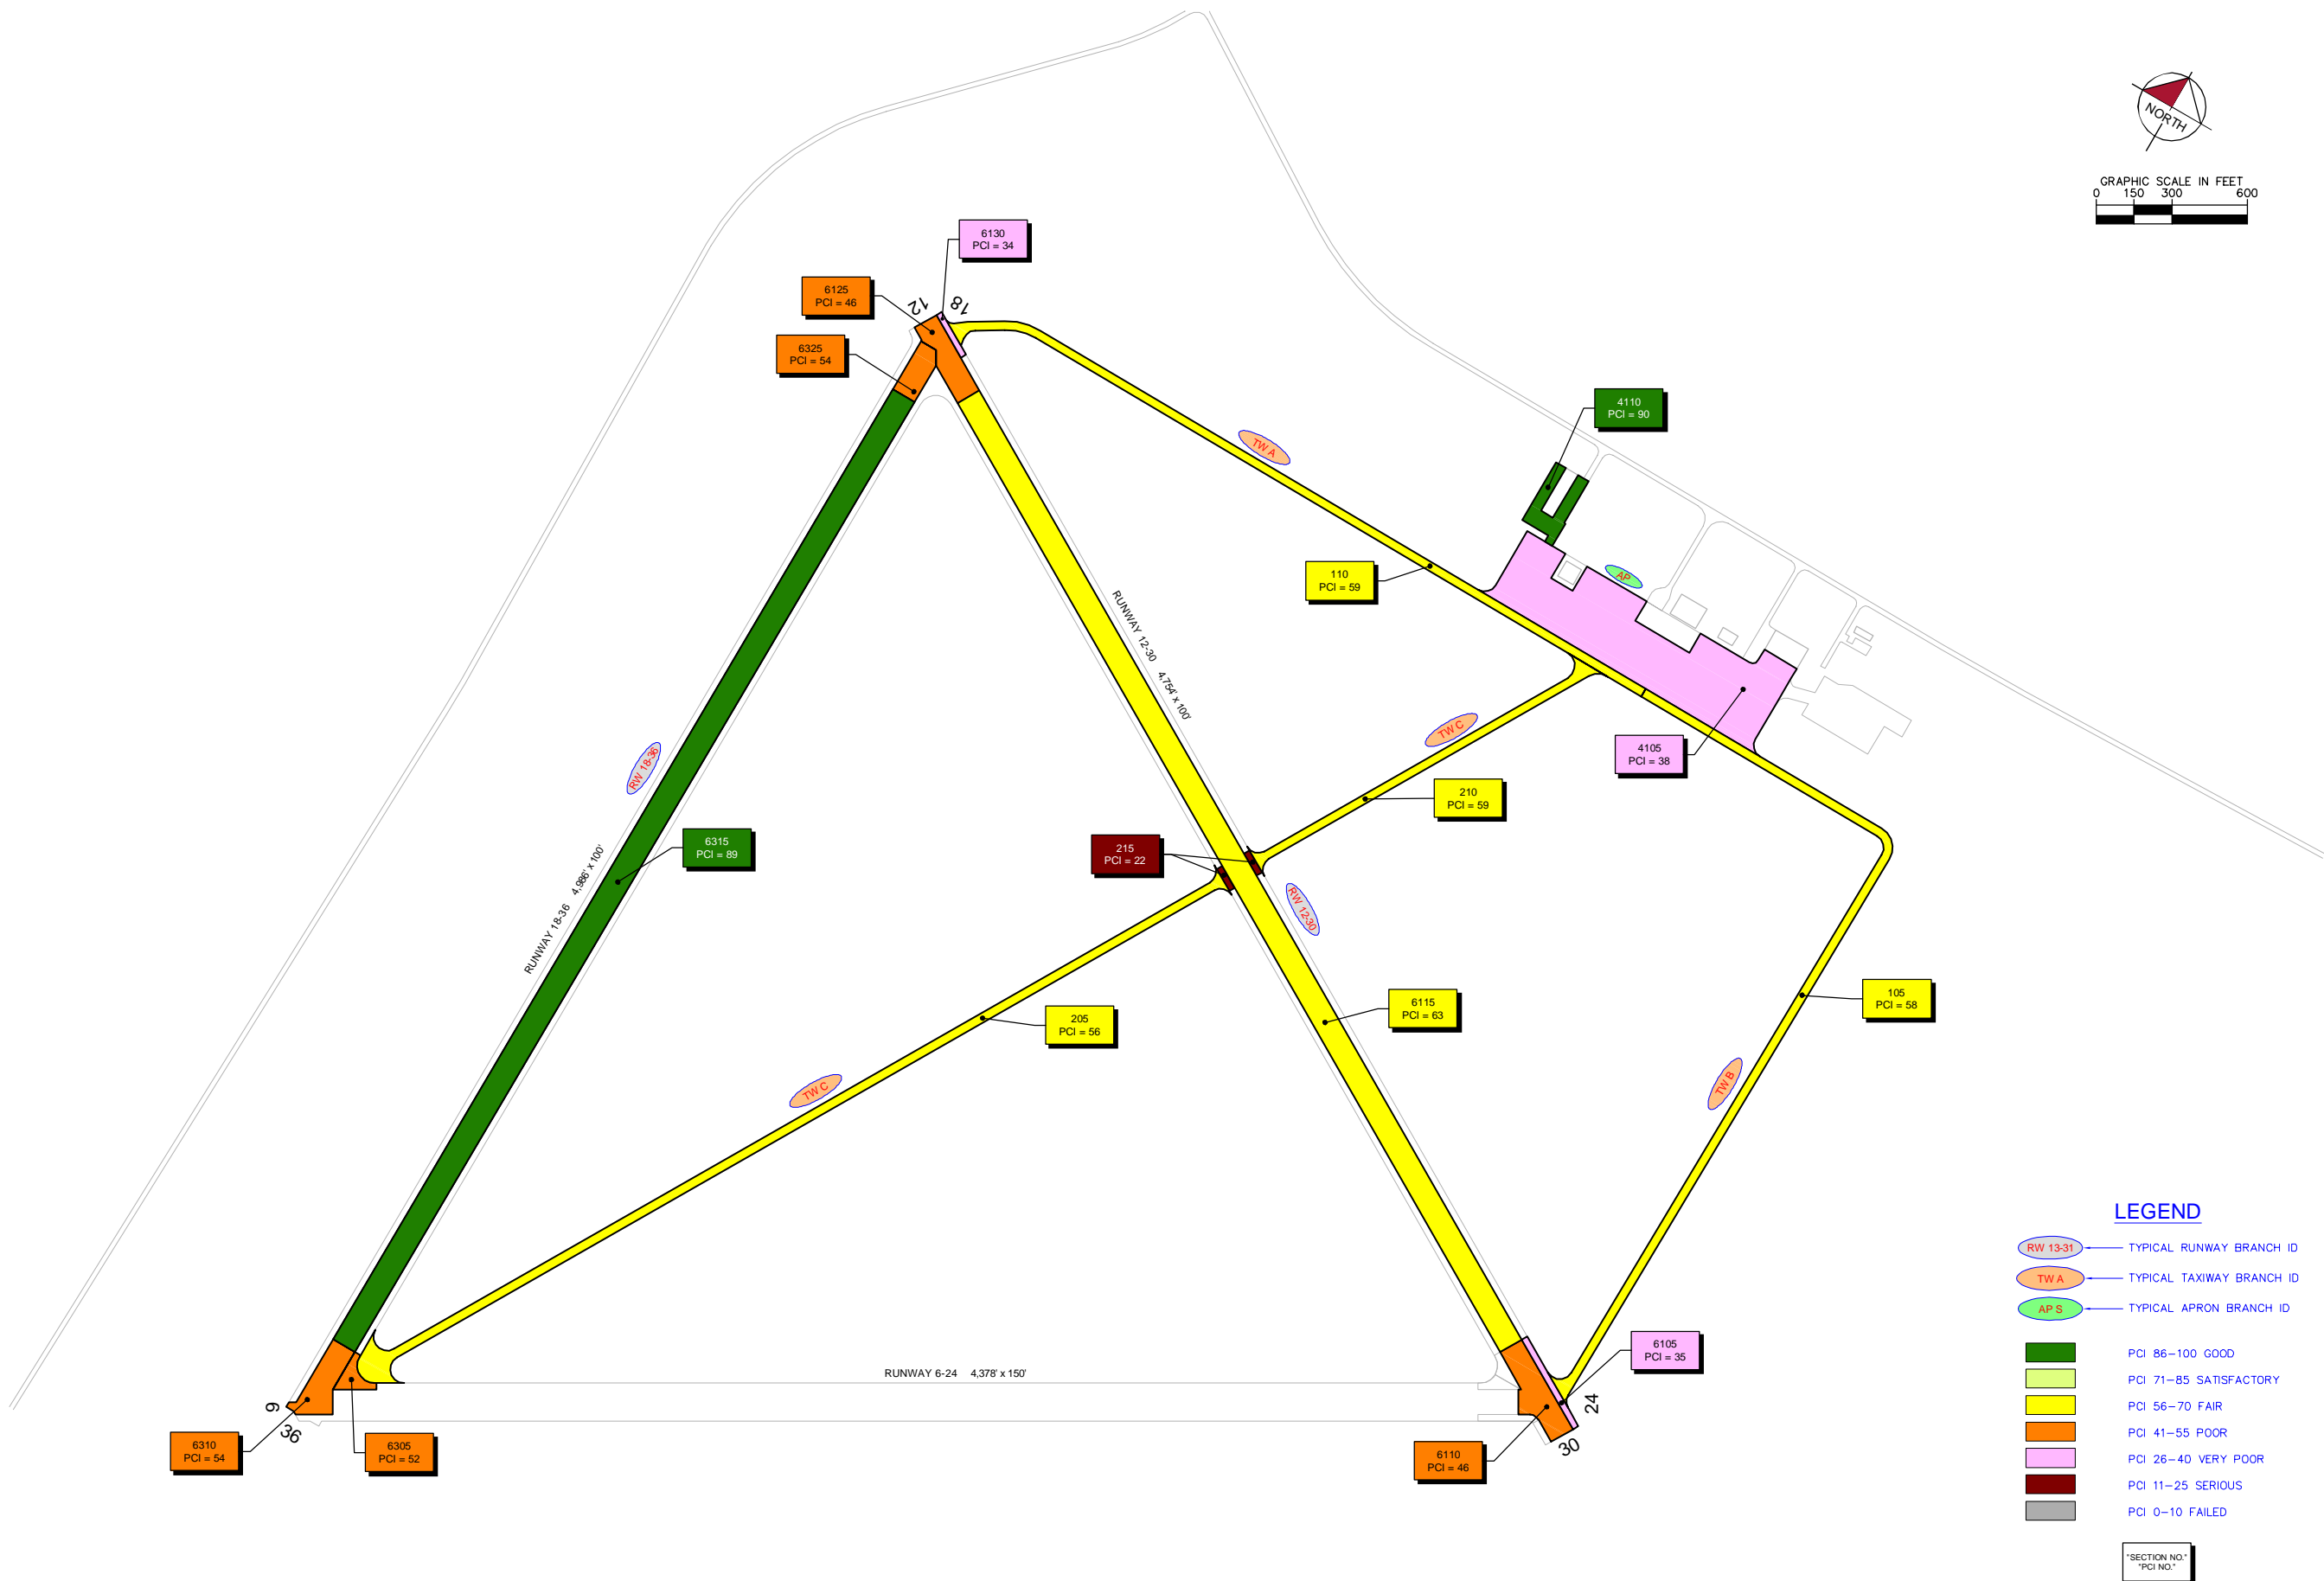 NORTH
GRAPHIC SCALE IN FEET
0 150 300 600
6130
PCI = 34
6125
PCI = 46
12
18
6325
PCI = 54
4110
PCI = 90
TW A
AP
110
PCI = 59
RUNWAY 12-30 4,754' x 100'
TW C
4105
PCI = 38
RW 18-36
210
PCI = 59
6315
PCI = 89
215
PCI = 22
RUNWAY 18-36 4,986' x 100'
RW 12-30
205
PCI = 56
6115
PCI = 63
105
PCI = 58
TW C
TW B
RUNWAY 6-24 4,378' x 150'
6105
PCI = 35
6
36
24
30
6310
PCI = 54
6305
PCI = 52
6110
PCI = 46
LEGEND
RW 13-31 TYPICAL RUNWAY BRANCH ID
TW A TYPICAL TAXIWAY BRANCH ID
AP S TYPICAL APRON BRANCH ID
PCI 86-100 GOOD
PCI 71-85 SATISFACTORY
PCI 56-70 FAIR
PCI 41-55 POOR
PCI 26-40 VERY POOR
PCI 11-25 SERIOUS
PCI 0-10 FAILED
"SECTION NO."
"PCI NO."